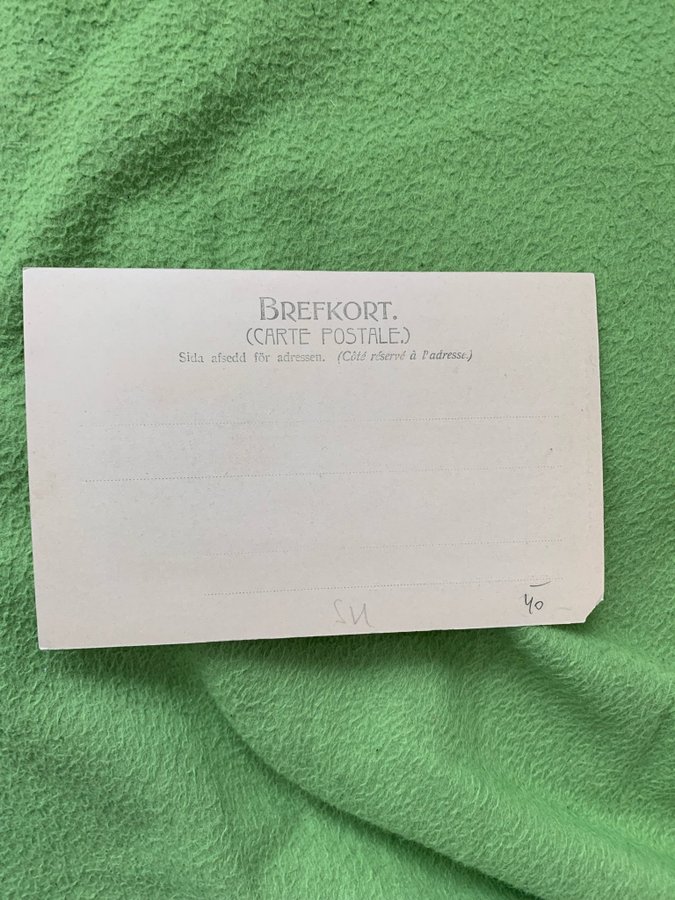 BREFKORT.
(CARTE POSTALE.)
Sida afsedd för adressen. (Côté réservé à l'adresse.)
40